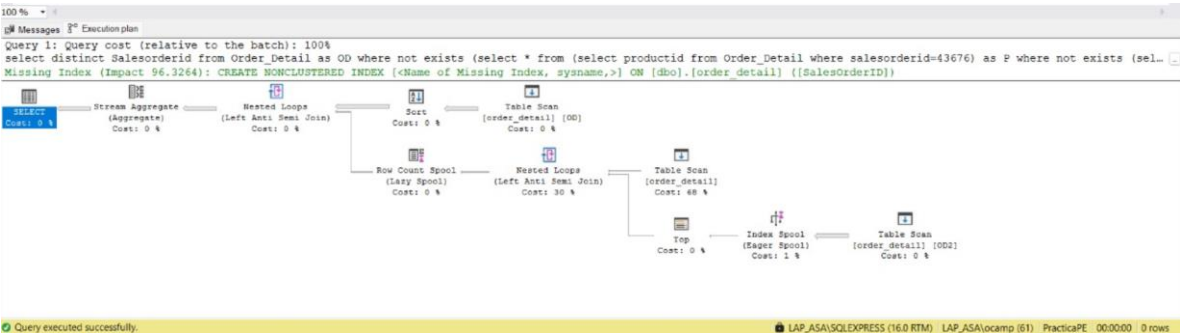 100 %
Messages Execution plan
Query 1: Query cost (relative to the batch): 100%
select distinct Salesorderid from Order_Detail as OD where not exists (select * from (select productid from Order_Detail where salesorderid=43676) as P where not exists (sel…
Missing Index (Impact 96.3264): CREATE NONCLUSTERED INDEX [<Name of Missing Index, sysname,>] ON [dbo].[order_detail] ([SalesOrderID])
SELECT
Cost: 0 %
Stream Aggregate
(Aggregate)
Cost: 0 %
Nested Loops
(Left Anti Semi Join)
Cost: 0 %
Sort
Cost: 0 %
Table Scan
[order_detail] [OD]
Cost: 0 %
Row Count Spool
(Lazy Spool)
Cost: 0 %
Nested Loops
(Left Anti Semi Join)
Cost: 30 %
Table Scan
[order_detail]
Cost: 68 %
Top
Cost: 0 %
Index Spool
(Eager Spool)
Cost: 1 %
Table Scan
[order_detail] [OD2]
Cost: 0 %
Query executed successfully.
LAP_ASA\SQLEXPRESS (16.0 RTM) LAP_ASA\ocamp (61) PracticaPE 00:00:00 0 rows